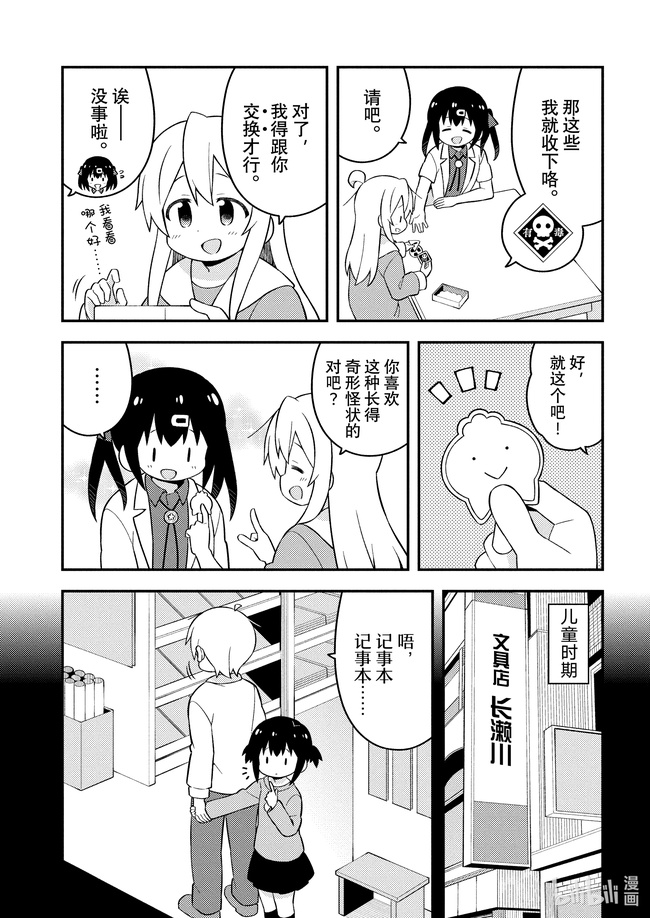 那这些
我就收下咯。
请吧。
对了，
我得跟你
交换才行。
诶——
没事啦。
我看看
哪个好……
好，
就这个吧！
你喜欢
这种长得
奇形怪状的
对吧？
……
儿童时期
文具店 长濑川
唔，
记事本
记事本……
bilibili
漫画